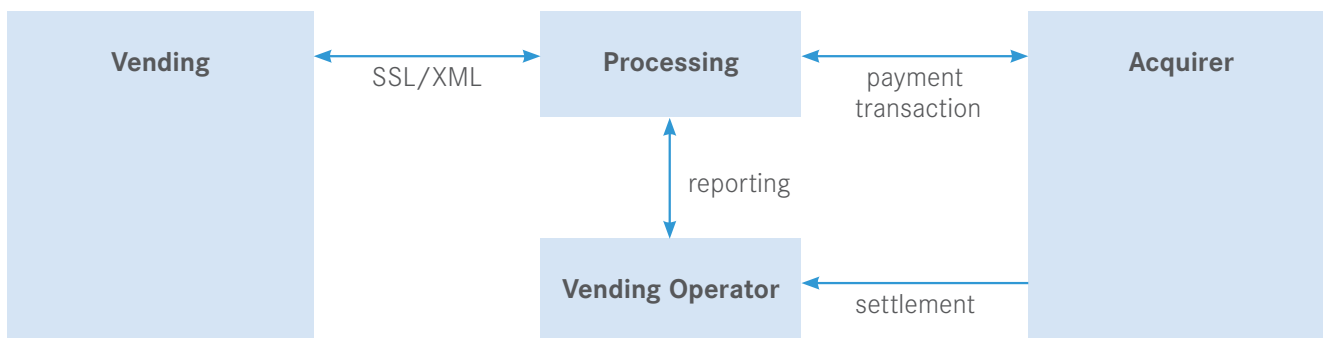 Vending
SSL/XML
Processing
payment
transaction
Acquirer
reporting
Vending Operator
settlement